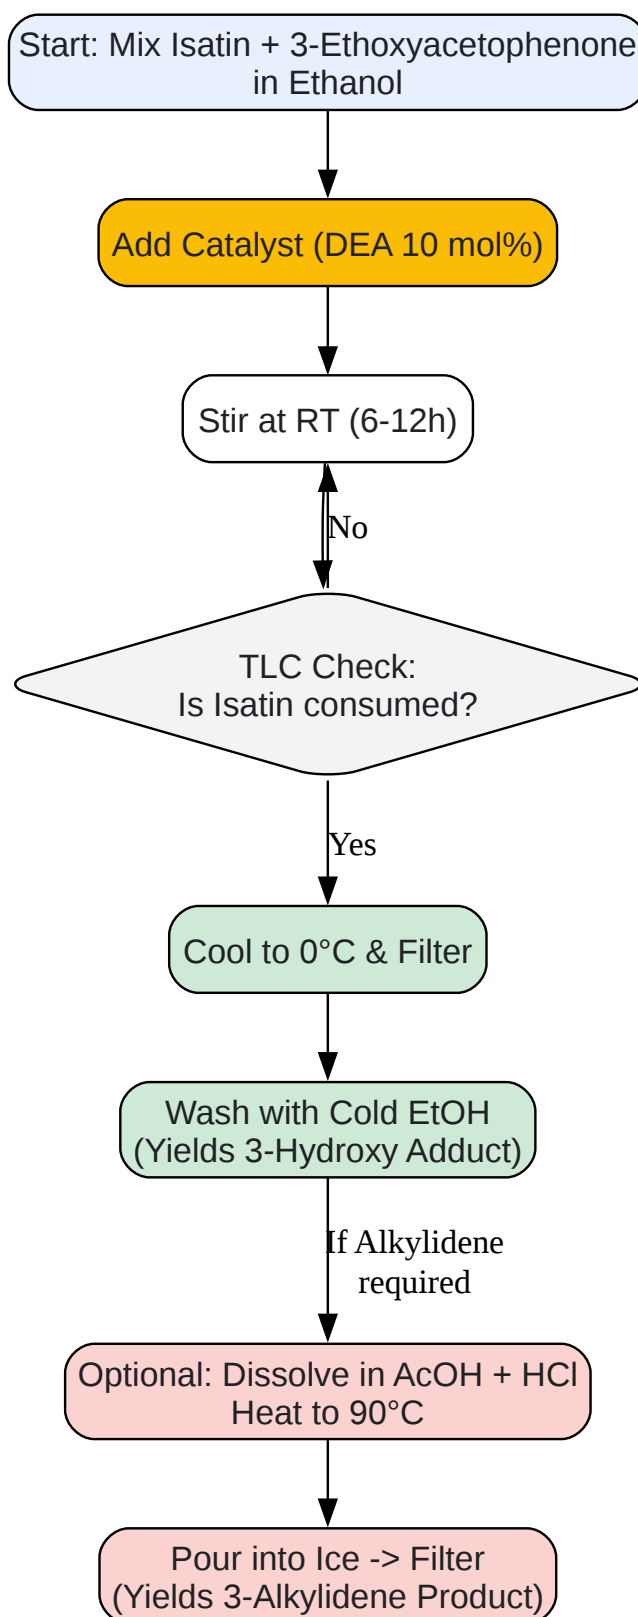 Start: Mix Isatin + 3-Ethoxyacetophenone
in Ethanol
Add Catalyst (DEA 10 mol%)
Stir at RT (6-12h)
No
TLC Check:
Is Isatin consumed?
Yes
Cool to 0°C & Filter
Wash with Cold EtOH
(Yields 3-Hydroxy Adduct)
If Alkylidene
required
Optional: Dissolve in AcOH + HCl
Heat to 90°C
Pour into Ice -> Filter
(Yields 3-Alkylidene Product)